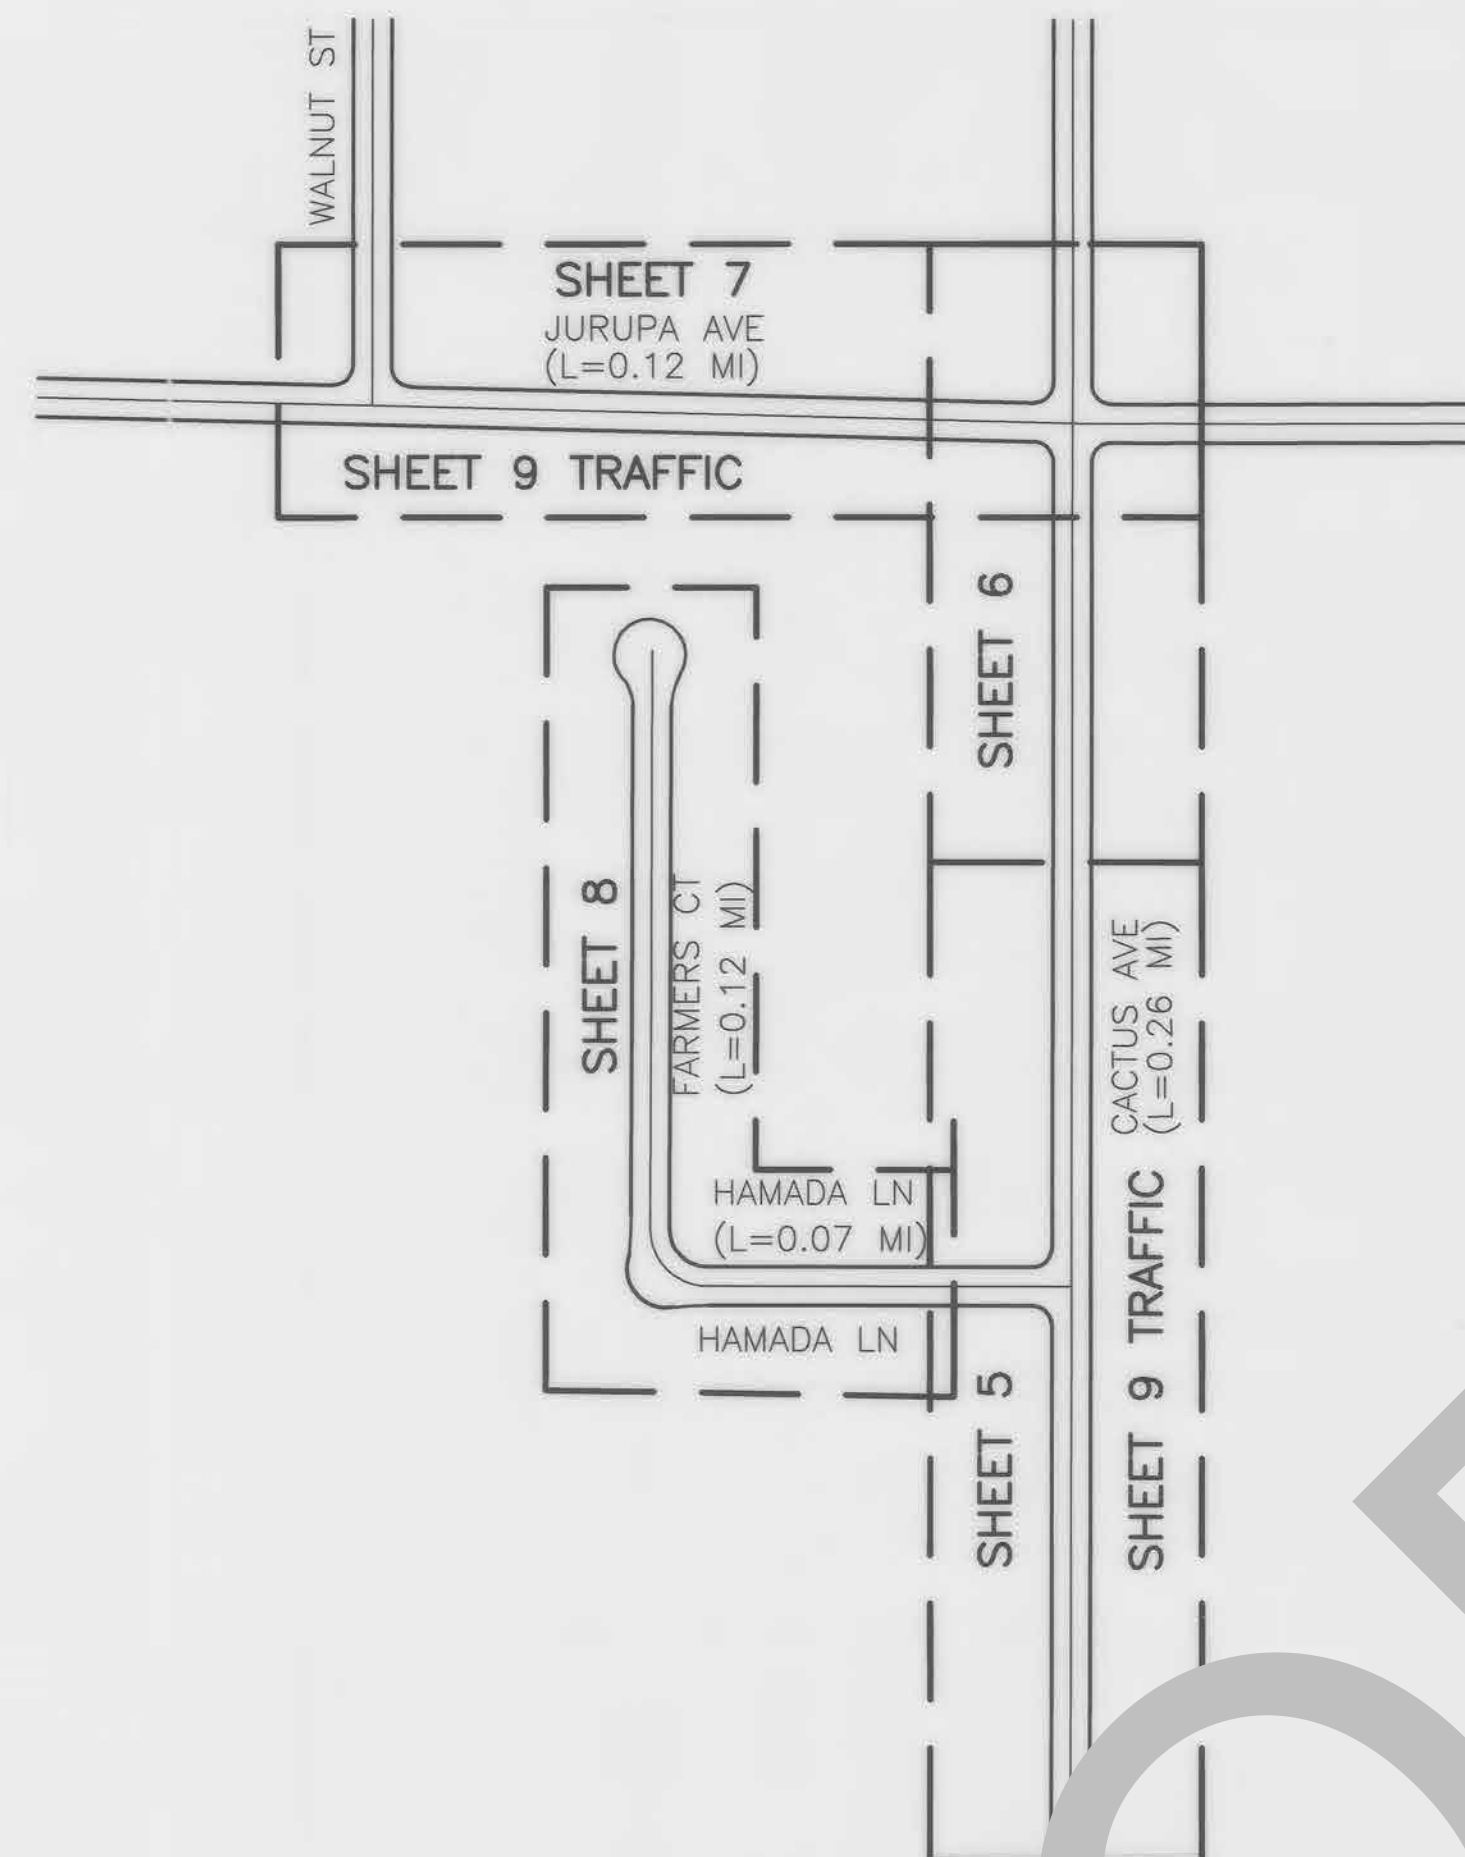 WALNUT ST
SHEET 7
JURUPA AVE
(L=0.12 MI)
SHEET 9 TRAFFIC
SHEET 6
SHEET 8
FARMERS CT
(L=0.12 MI)
CACTUS AVE
(L=0.26 MI)
HAMADA LN
(L=0.07 MI)
HAMADA LN
SHEET 5
SHEET 9 TRAFFIC